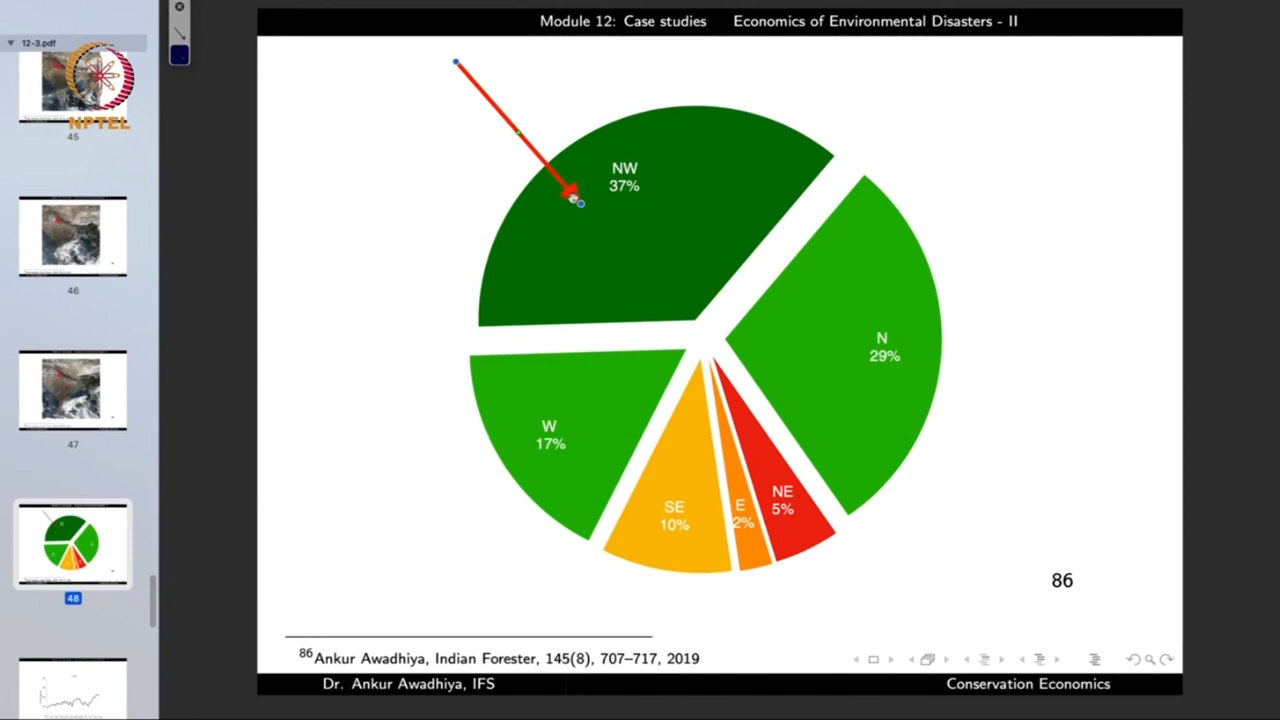 Module 12: Case studies Economics of Environmental Disasters - II
12-3.pdf
NPTEL
45
46
47
48
NW
37%
N
29%
W
17%
SE
10%
E
2%
NE
5%
86
86 Ankur Awadhiya, Indian Forester, 145(8), 707–717, 2019
Dr. Ankur Awadhiya, IFS
Conservation Economics